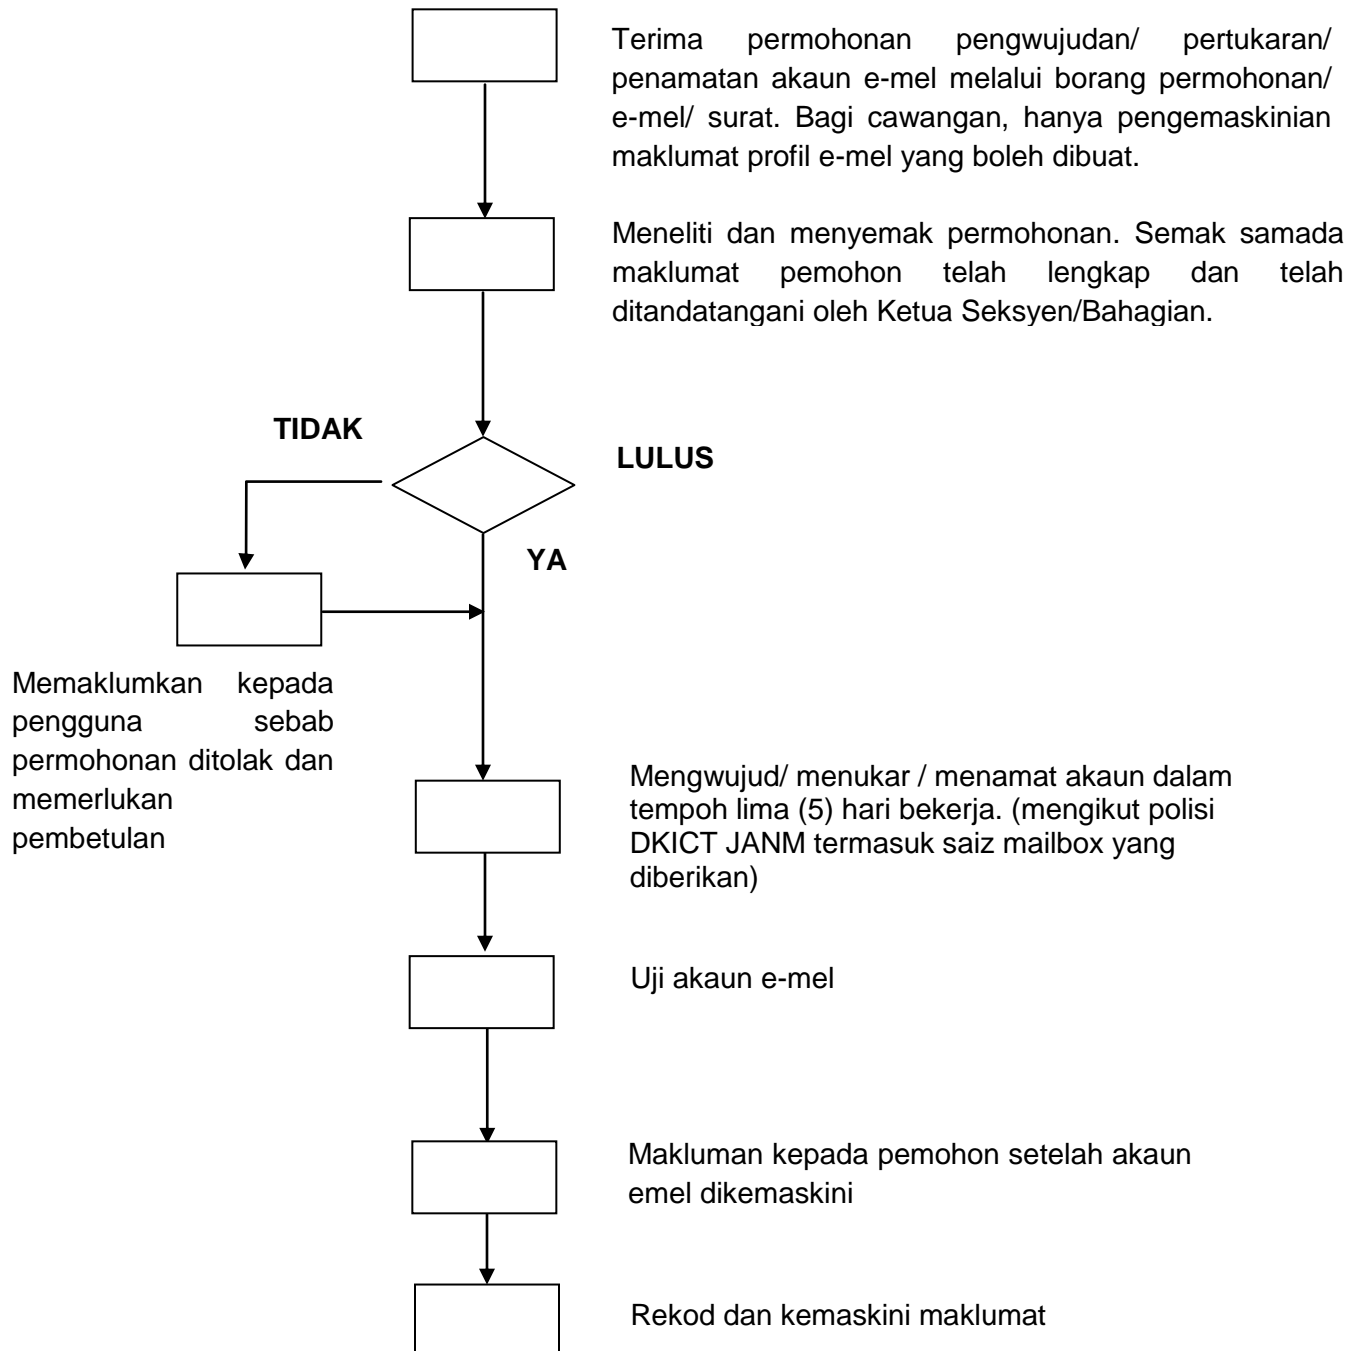 Terima permohonan pengwujudan/ pertukaran/
penamatan akaun e-mel melalui borang permohonan/
e-mel/ surat. Bagi cawangan, hanya pengemaskinian
maklumat profil e-mel yang boleh dibuat.
Meneliti dan menyemak permohonan. Semak samada
maklumat pemohon telah lengkap dan telah
ditandatangani oleh Ketua Seksyen/Bahagian.
TIDAK
LULUS
YA
Memaklumkan kepada
pengguna sebab
permohonan ditolak dan
memerlukan
pembetulan
Mengwujud/ menukar / menamat akaun dalam
tempoh lima (5) hari bekerja. (mengikut polisi
DKICT JANM termasuk saiz mailbox yang
diberikan)
Uji akaun e-mel
Makluman kepada pemohon setelah akaun
emel dikemaskini
Rekod dan kemaskini maklumat